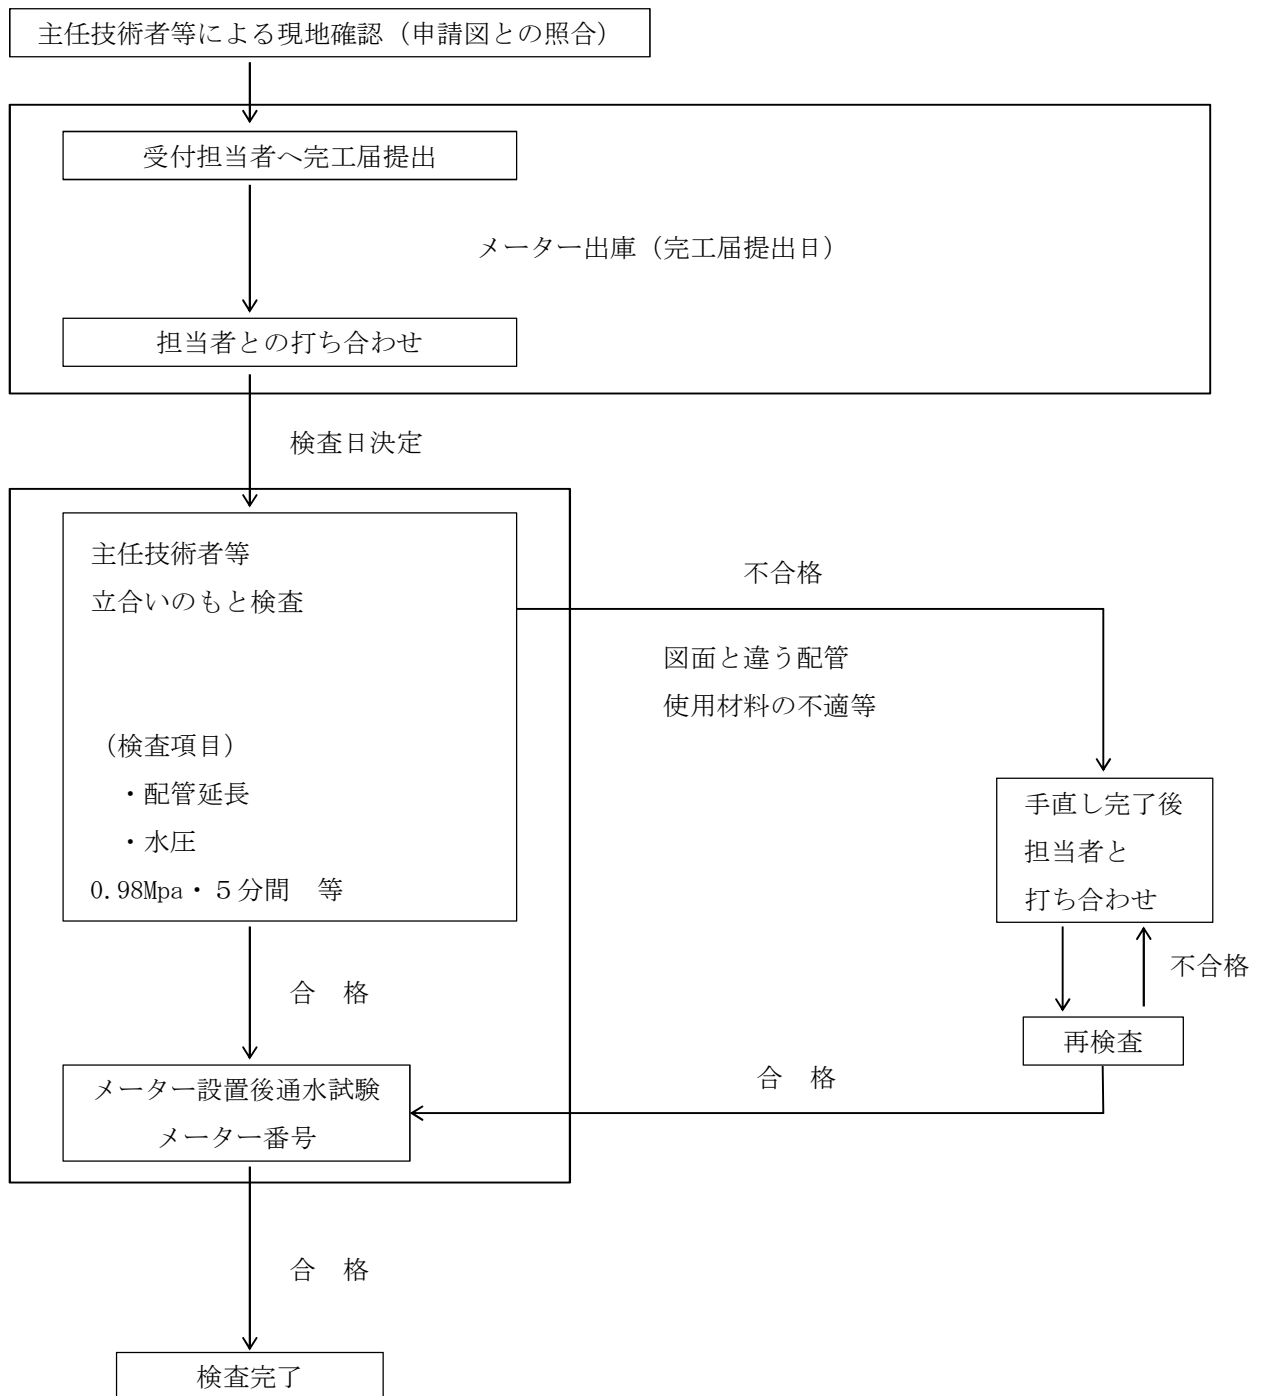 主任技術者等による現地確認（申請図との照合）
受付担当者へ完工届提出
メーター出庫（完工届提出日）
担当者との打ち合わせ
検査日決定
主任技術者等
立合いのもと検査
（検査項目）
・配管延長
・水圧
0.98Mpa・５分間　等
不合格
図面と違う配管
使用材料の不適等
手直し完了後
担当者と
打ち合わせ
不合格
再検査
合　格
合　格
メーター設置後通水試験
メーター番号
合　格
検査完了